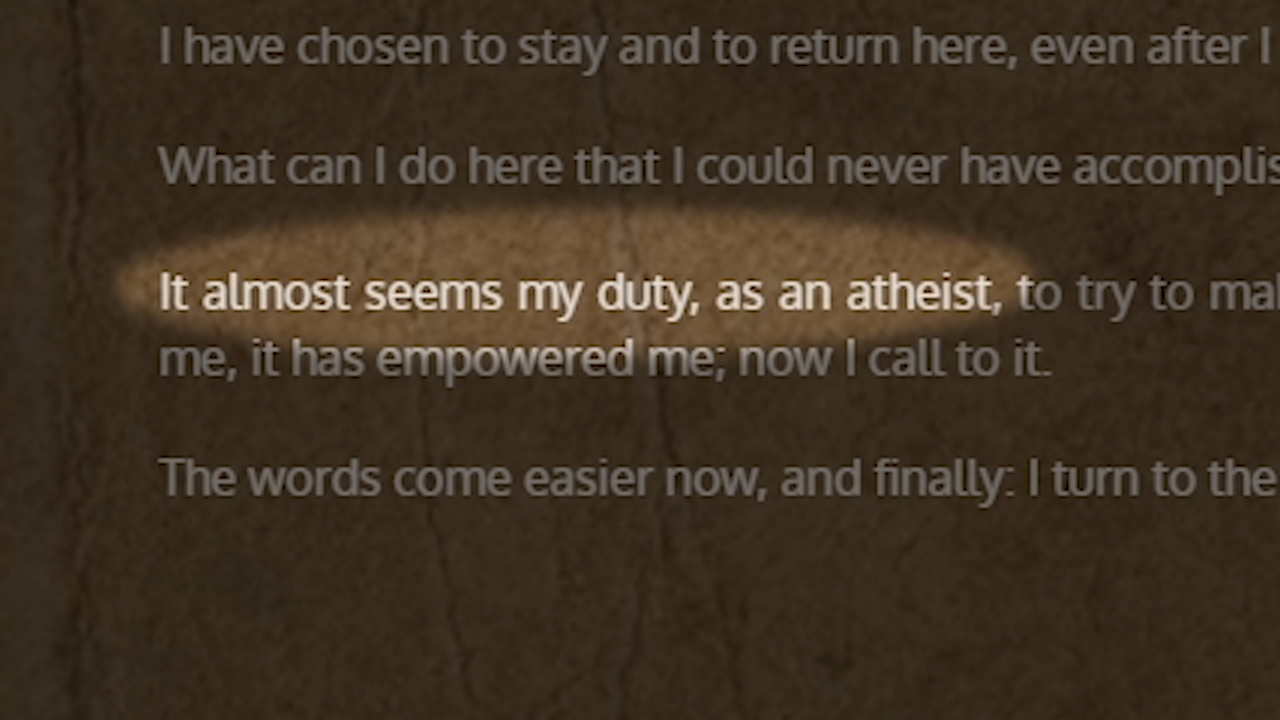 I have chosen to stay and to return here, even after I
What can I do here that I could never have
It almost seems my duty, as an atheist, to try to
me, it has empowered me; now I call to it.
The words come easier now, and finally: I turn to the